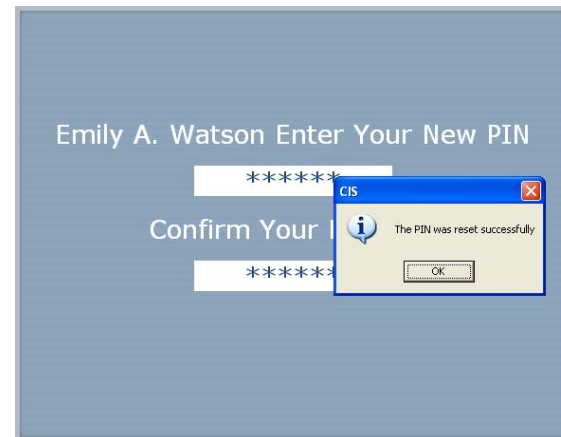 Emily A. Watson Enter Your New PIN
******
CIS
Confirm Your
The PIN was reset successfully
******
OK